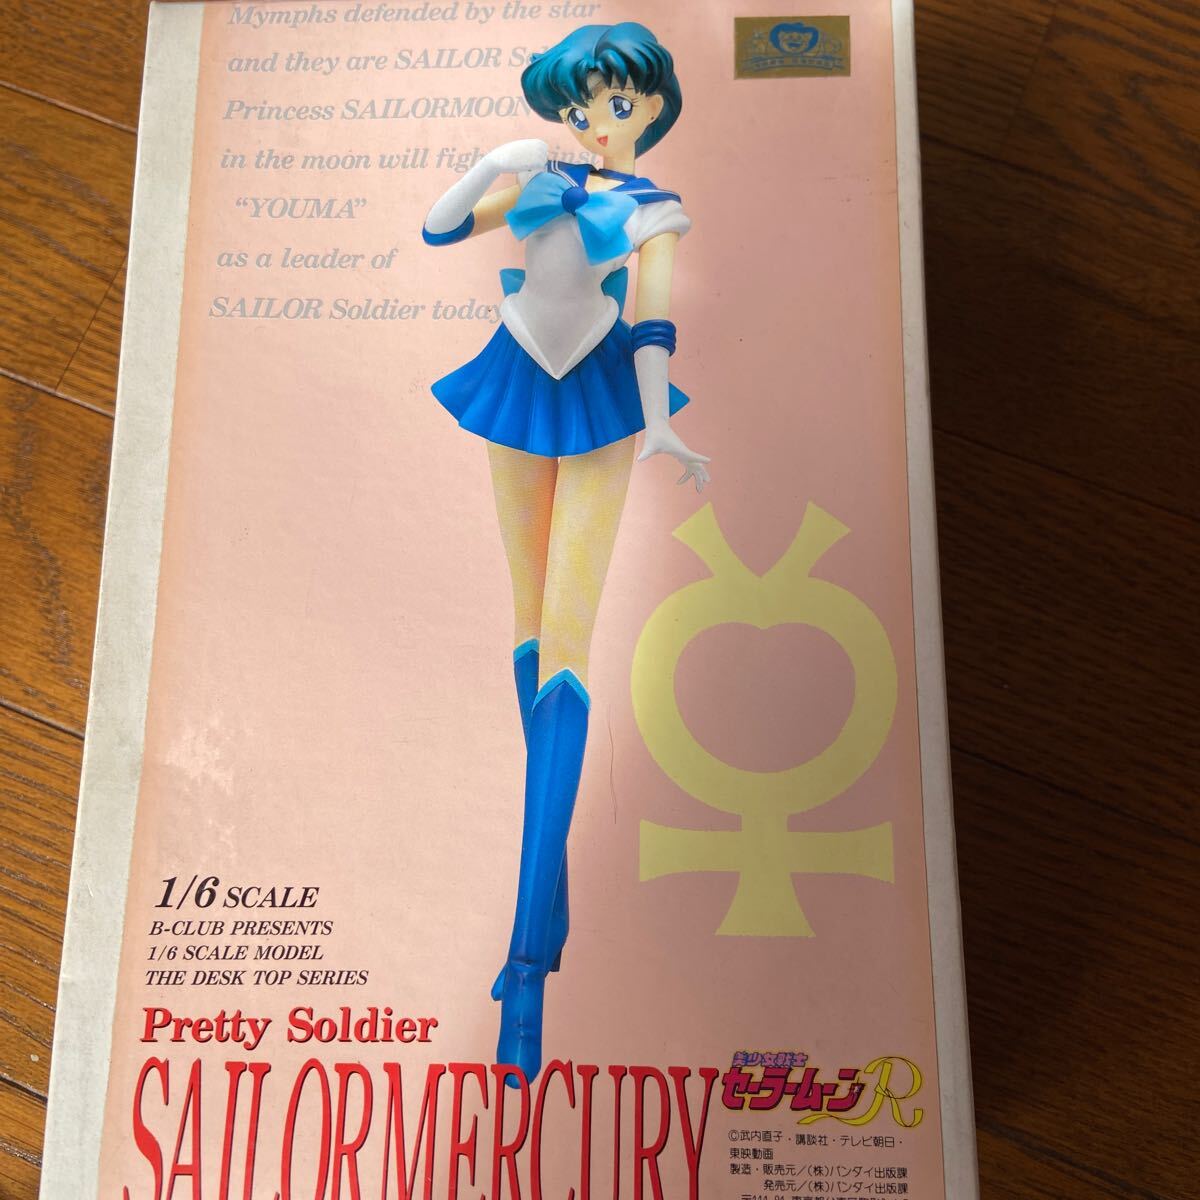 Mymphs defended by the star
and they are SAILOR
Princess SAILORMOON
in the moon will
"YOUMA"
as a leader of
SAILOR Soldier today
1/6 SCALE
B-CLUB PRESENTS
1/6 SCALE MODEL
THE DESK TOP SERIES
Pretty Soldier
SAILORMERCURY
美少女戦士
セーラームーンR
©武内直子・講談社・テレビ朝日・
東映動画
製造・販売元/(株)バンダイ出版課
発売元/(株)バンダイ出版課